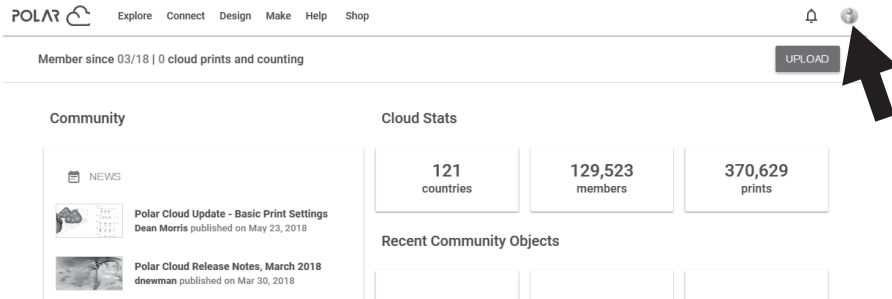 POLAR
Explore Connect Design Make Help Shop
Member since 03/18 | 0 cloud prints and counting
UPLOAD
Community
Cloud Stats
NEWS
121
countries
129,523
members
370,629
prints
Polar Cloud Update - Basic Print Settings
Dean Morris published on May 23, 2018
Recent Community Objects
Polar Cloud Release Notes, March 2018
dnewman published on Mar 30, 2018